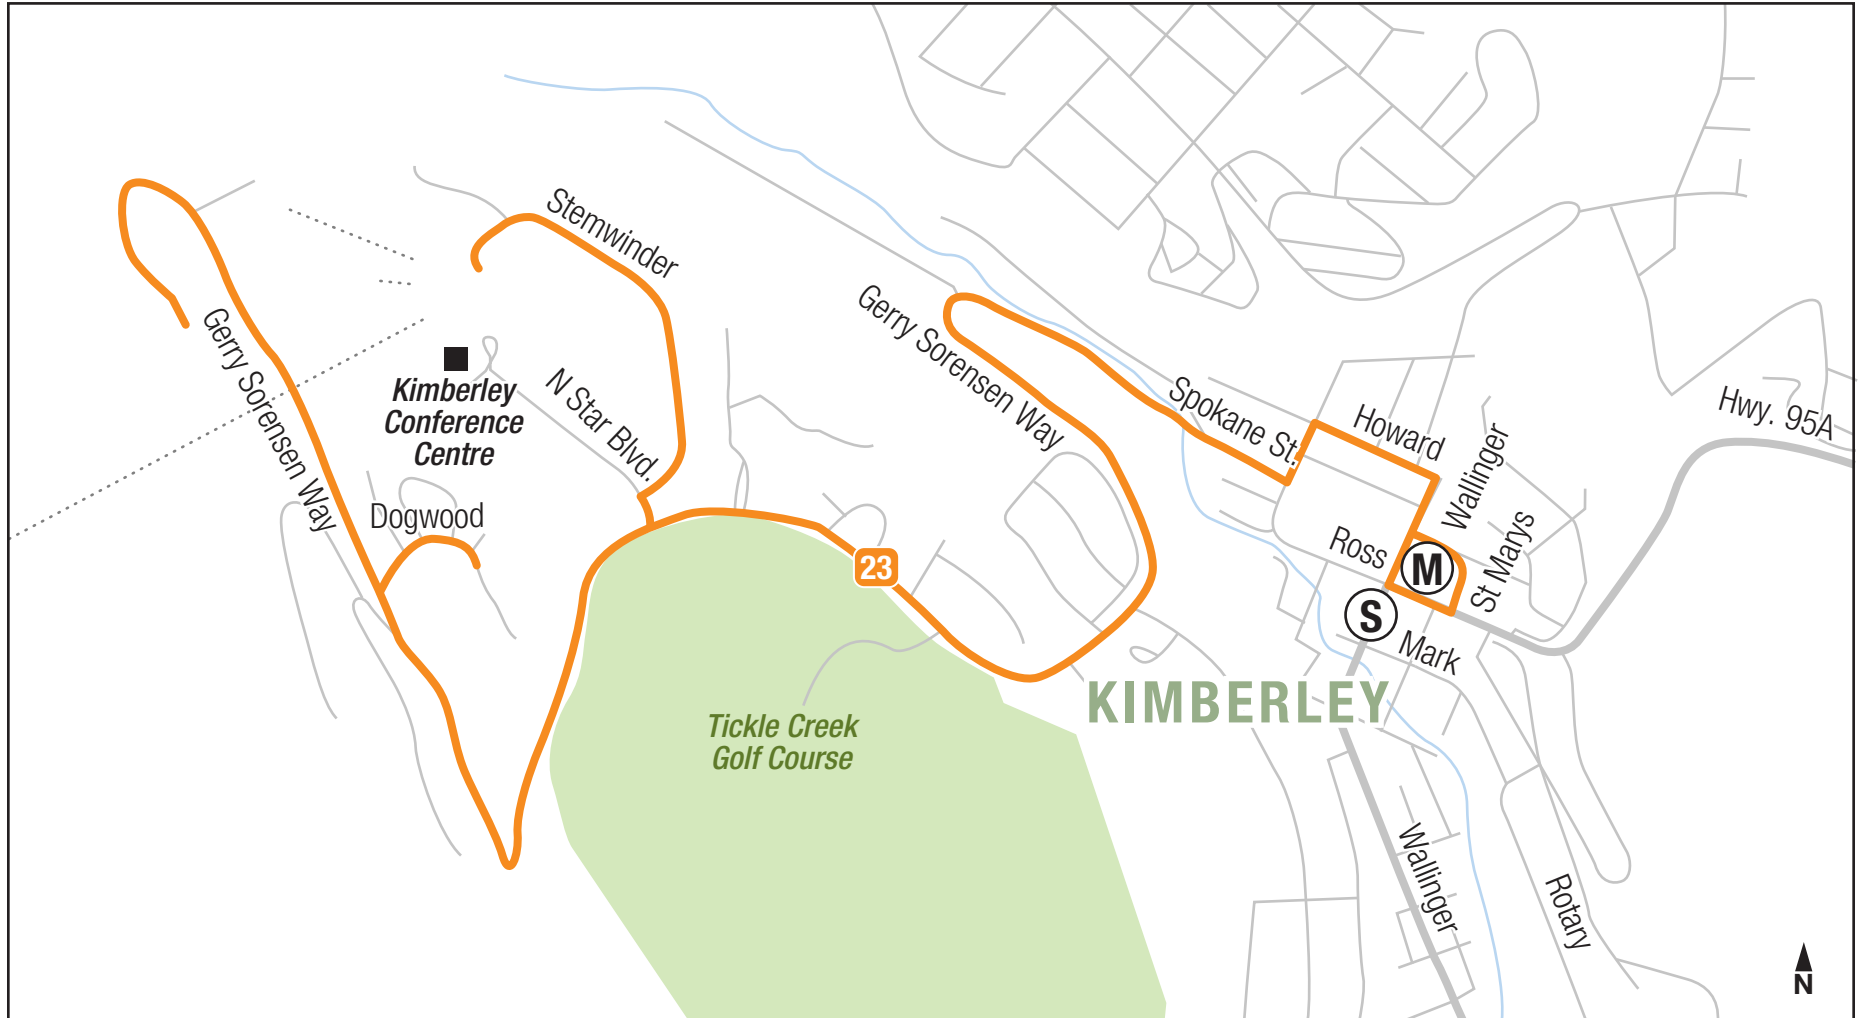 Stemwinder
Gerry Sorensen Way
Kimberley
Conference
Centre
N Star Blvd.
Dogwood
Gerry Sorensen Way
23
Tickle Creek
Golf Course
Spokane St.
Howard
Wallinger
Hwy. 95A
Ross
M
St Marys
S
Mark
KIMBERLEY
Wallinger
Rotary
N